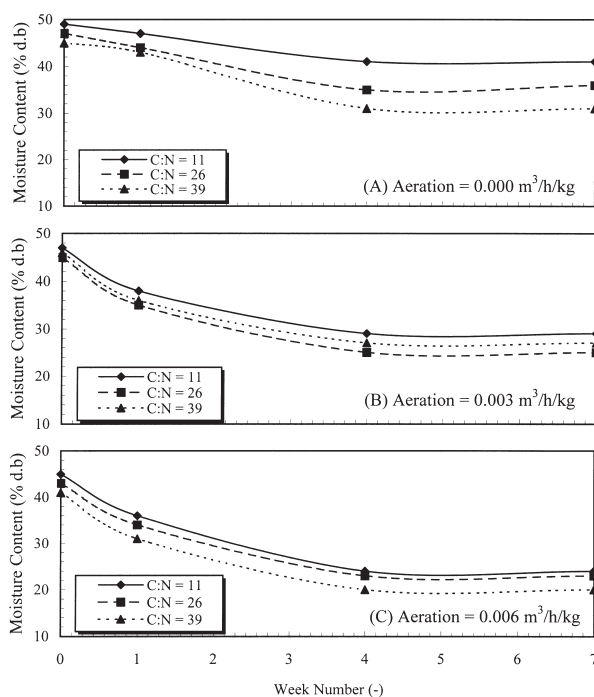 50
40
30
20
10
Moisture Content (% d.b)
C:N = 11
C:N = 26
C:N = 39
(A) Aeration = 0.000 m³/h/kg
50
40
30
20
10
Moisture Content (% d.b)
C:N = 11
C:N = 26
C:N = 39
(B) Aeration = 0.003 m³/h/kg
50
40
30
20
10
Moisture Content (% d.b)
C:N = 11
C:N = 26
C:N = 39
(C) Aeration = 0.006 m³/h/kg
0 1 2 3 4 5 6 7
Week Number (-)